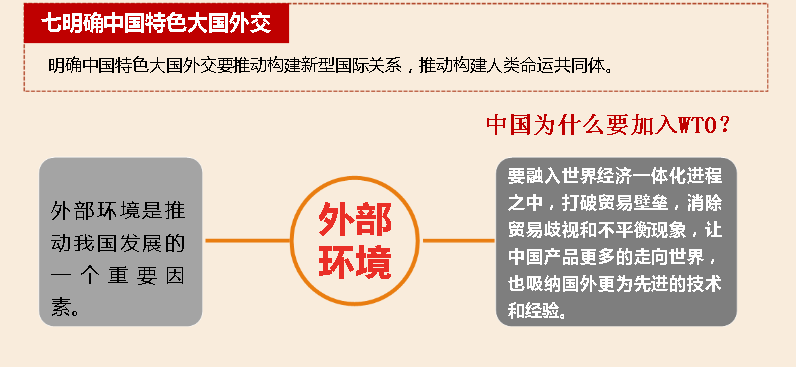 七明确中国特色大国外交
明确中国特色大国外交要推动构建新型国际关系，推动构建人类命运共同体。
中国为什么要加入WTO？
外部环境是推
动我国发展的
一个重要因
素。
外部
环境
要融入世界经济一体化进程
之中，打破贸易壁垒，消除
贸易歧视和不平衡现象，让
中国产品更多的走向世界，
也吸纳国外更为先进的技术
和经验。